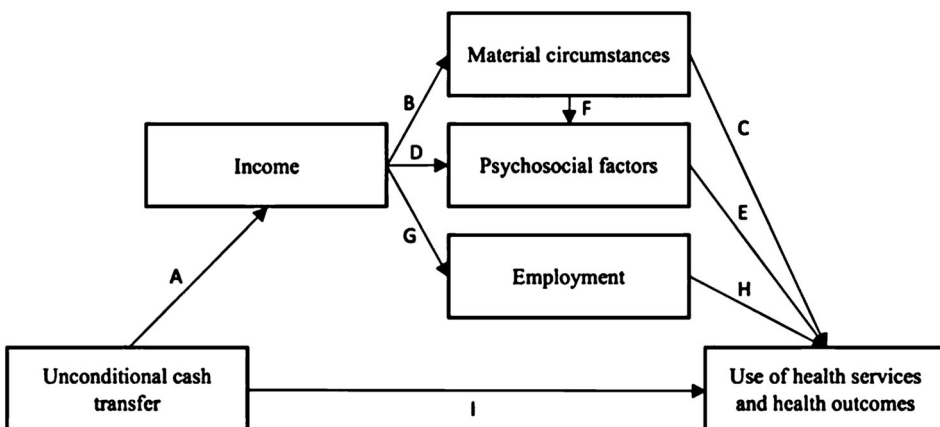 Material circumstances
B
F
C
Income
D
Psychosocial factors
E
G
A
Employment
H
Unconditional cash
transfer
I
Use of health services
and health outcomes